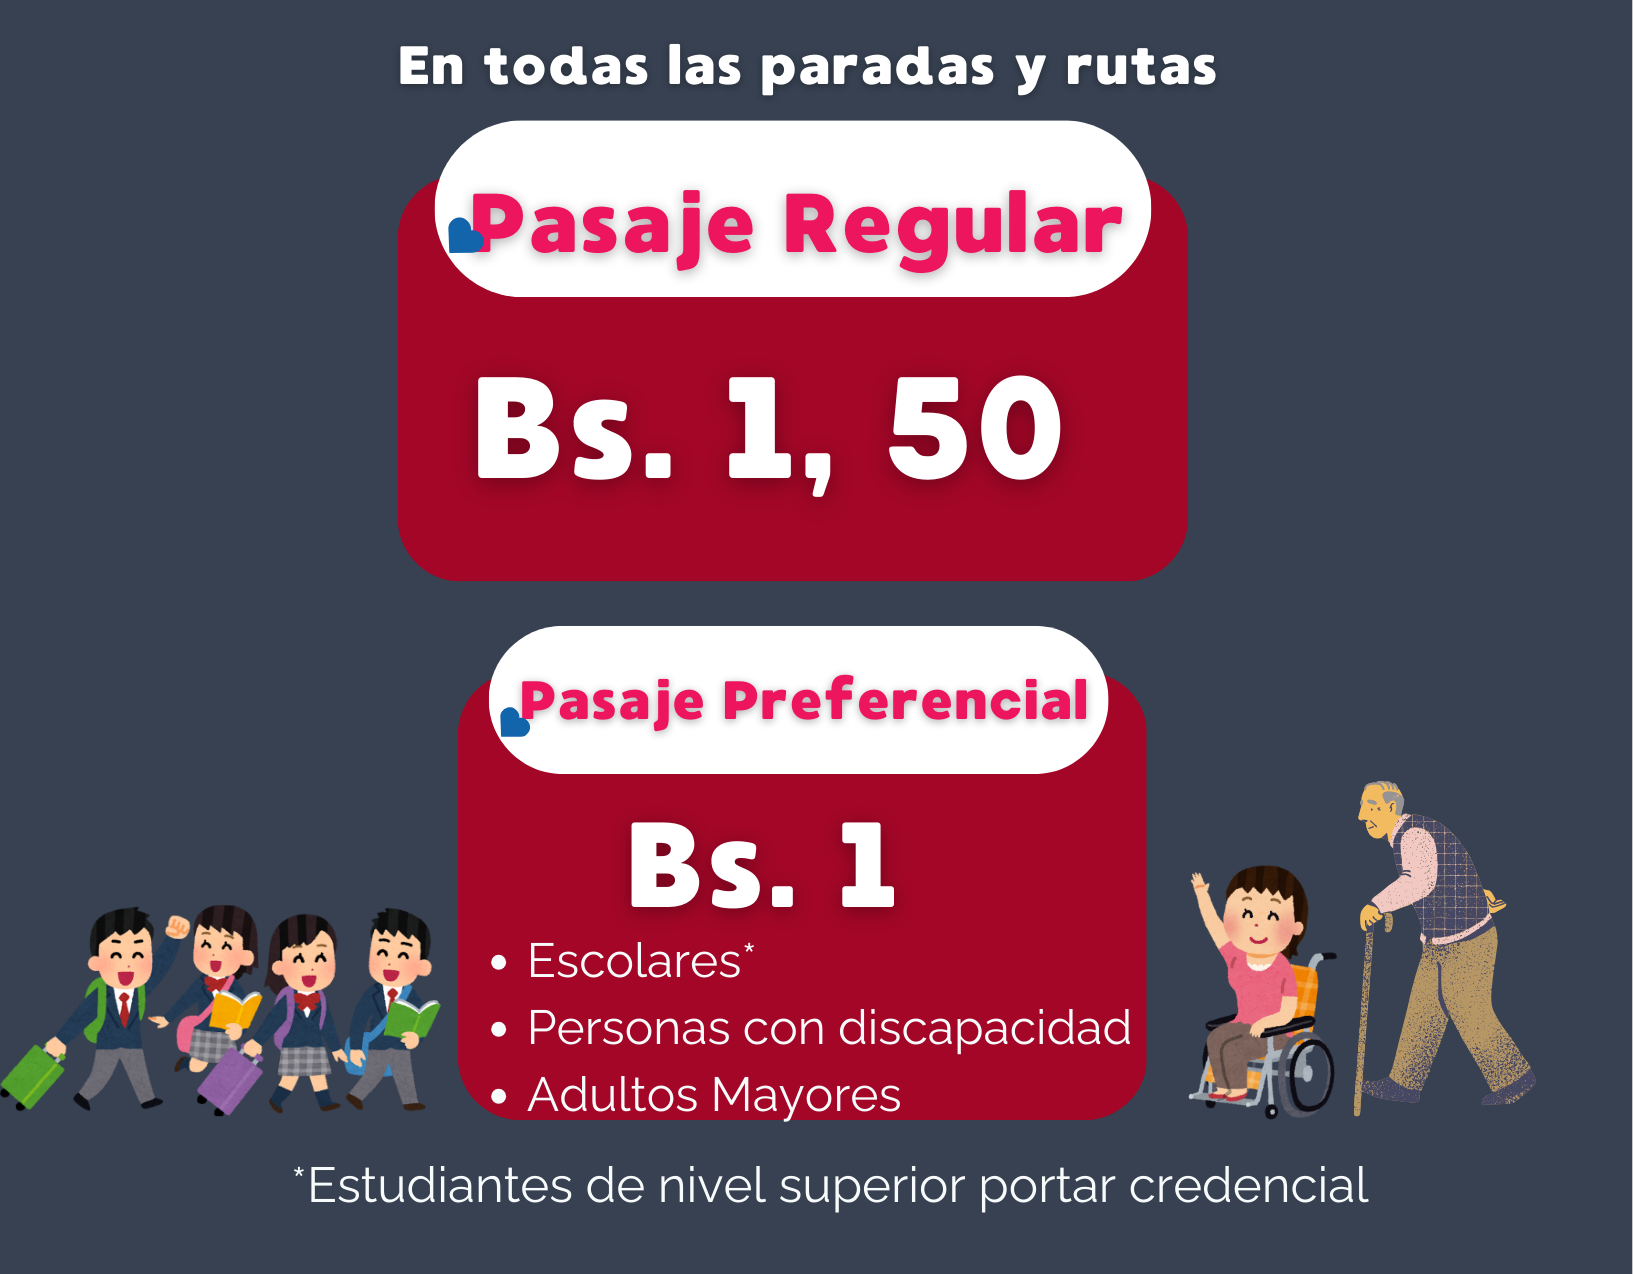 En todas las paradas y rutas
Pasaje Regular
Bs. 1, 50
Pasaje Preferencial
Bs. 1
• Escolares*
• Personas con discapacidad
• Adultos Mayores
*Estudiantes de nivel superior portar credencial